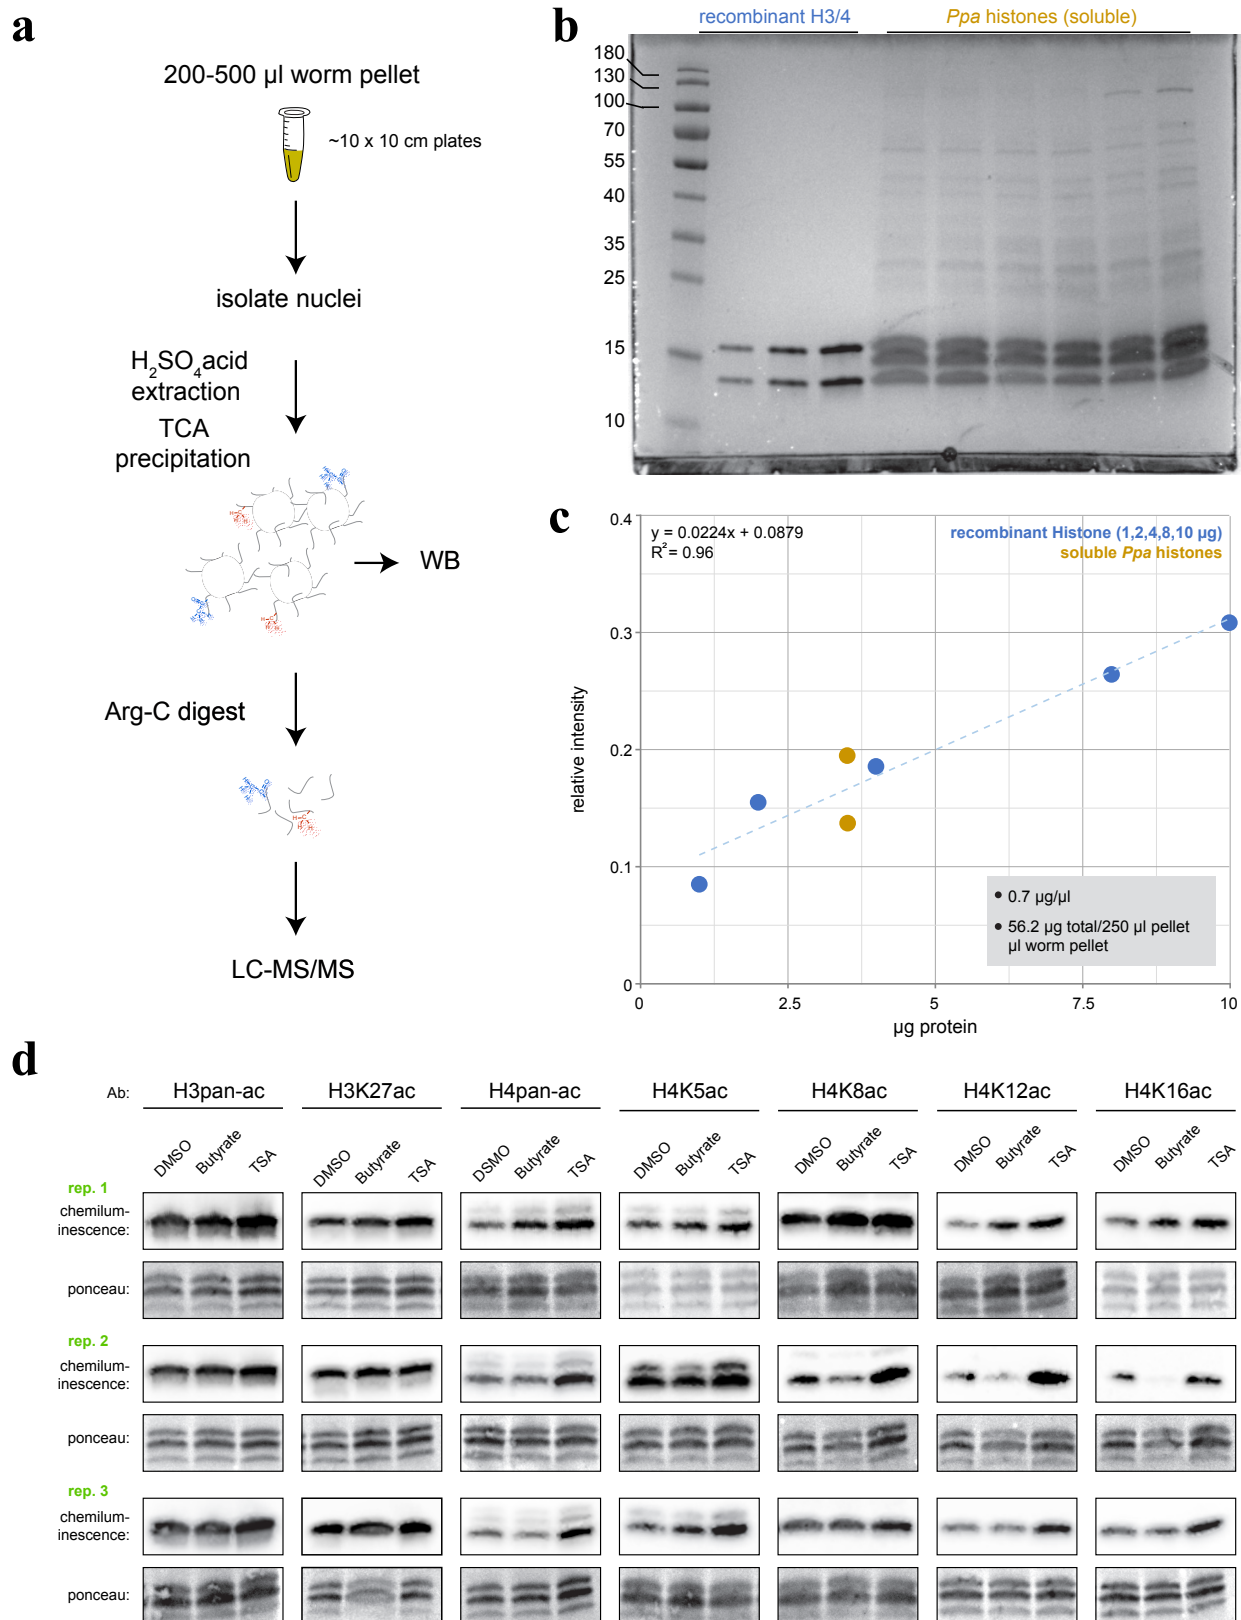 a
200-500 µl worm pellet
~10 x 10 cm plates
isolate nuclei
H2SO4acid
extraction
TCA
precipitation
WB
Arg-C digest
LC-MS/MS
b
recombinant H3/4
Ppa histones (soluble)
180
130
100
70
55
40
35
25
15
10
c
y = 0.0224x + 0.0879
R²= 0.96
recombinant Histone (1,2,4,8,10 µg)
soluble Ppa histones
0.4
0.3
0.2
0.1
0
relative intensity
• 0.7 µg/µl
• 56.2 µg total/250 µl pellet
µl worm pellet
0 2.5 5 7.5 10
µg protein
d
Ab: H3pan-ac H3K27ac H4pan-ac H4K5ac H4K8ac H4K12ac H4K16ac
DMSO Butyrate TSA DMSO Butyrate TSA DSMO Butyrate TSA DMSO Butyrate TSA DMSO Butyrate TSA DMSO Butyrate TSA DMSO Butyrate TSA
rep. 1
chemilum-
inescence:
ponceau:
rep. 2
chemilum-
inescence:
ponceau:
rep. 3
chemilum-
inescence:
ponceau: